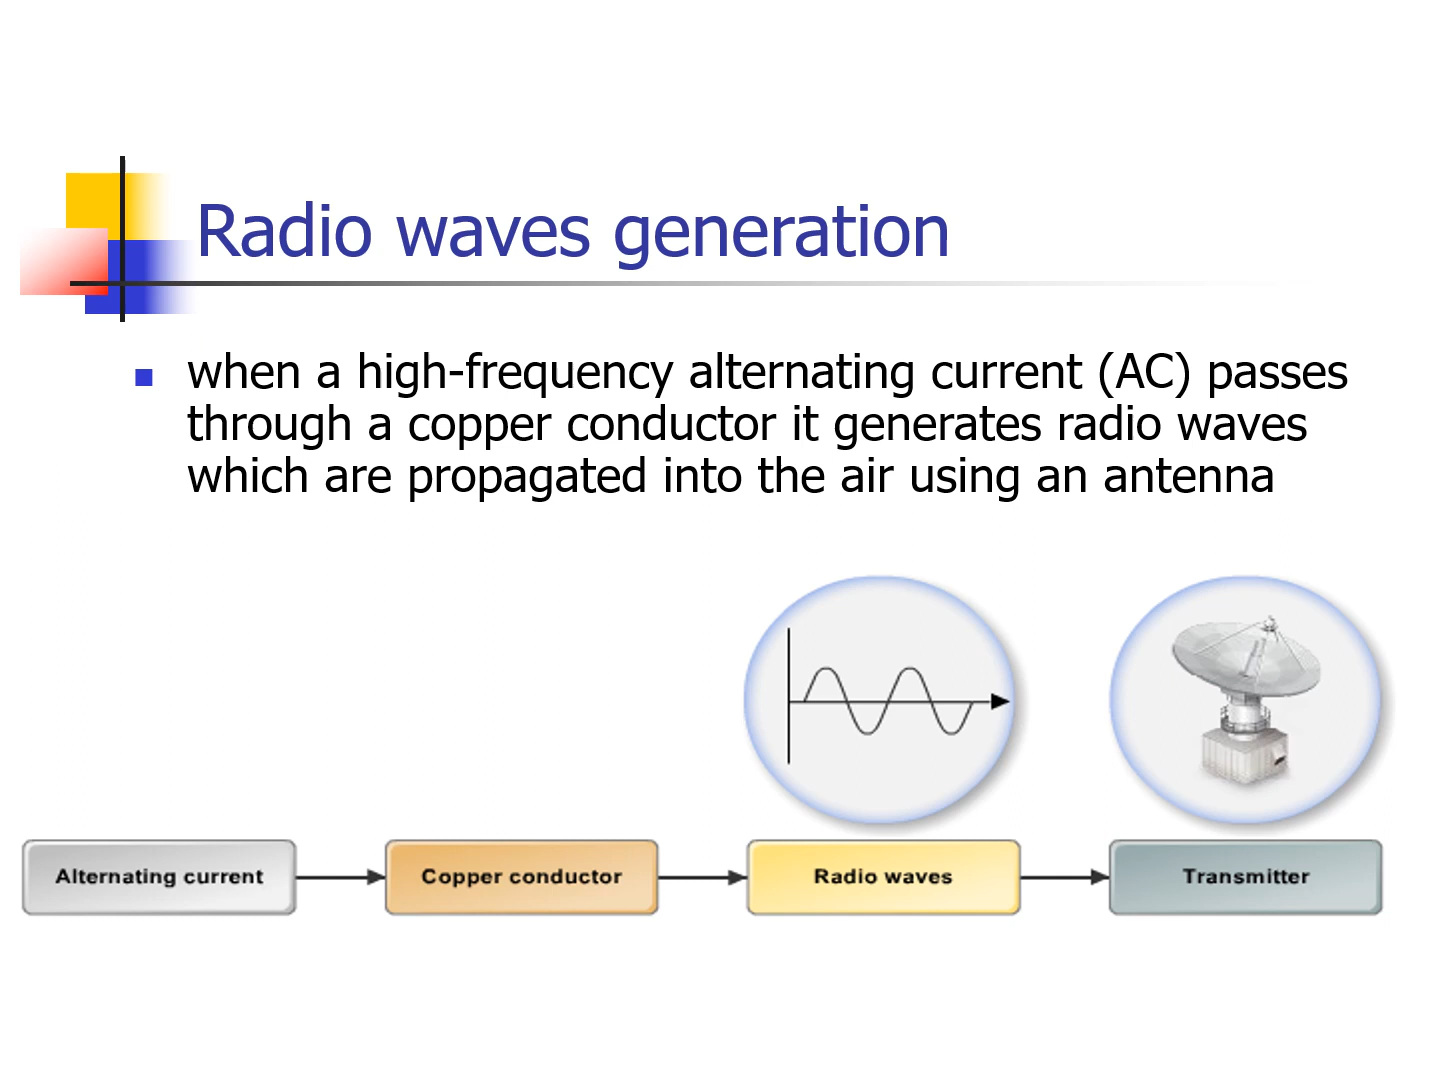 Radio waves generation
when a high-frequency alternating current (AC) passes
through a copper conductor it generates radio waves
which are propagated into the air using an antenna
Alternating current
Copper conductor
Radio waves
Transmitter